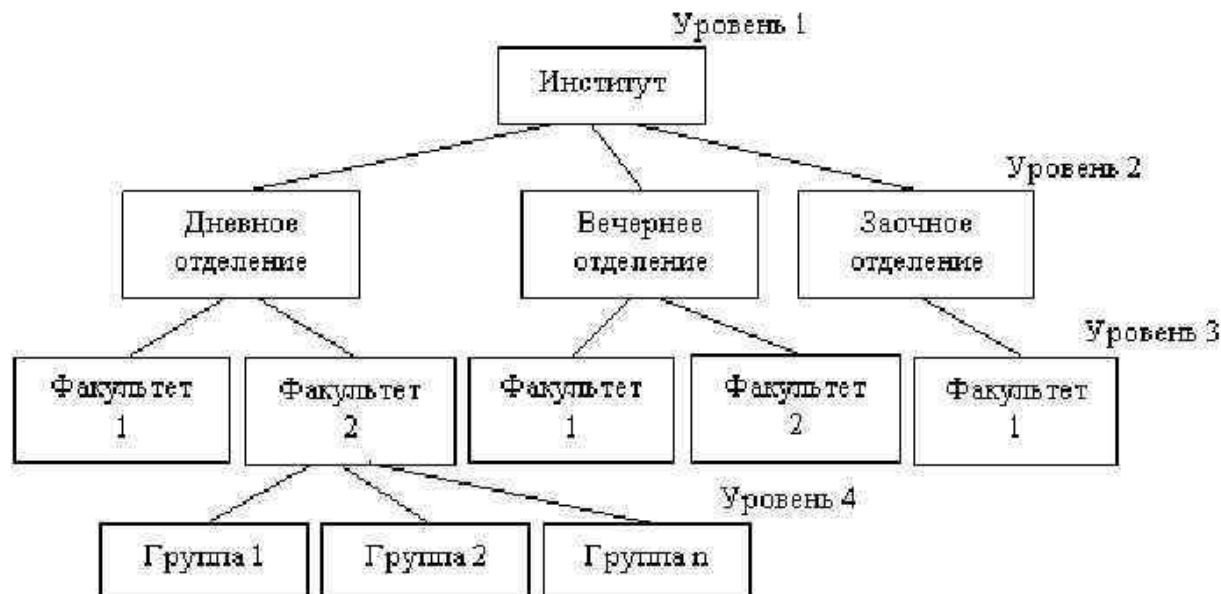 Уровень 1
Институт
Уровень 2
Дневное
отделение
Вечернее
отделение
Заочное
отделение
Уровень 3
Факультет
1
Факультет
2
Факультет
1
Факультет
2
Факультет
1
Уровень 4
Группа 1
Группа 2
Группа n